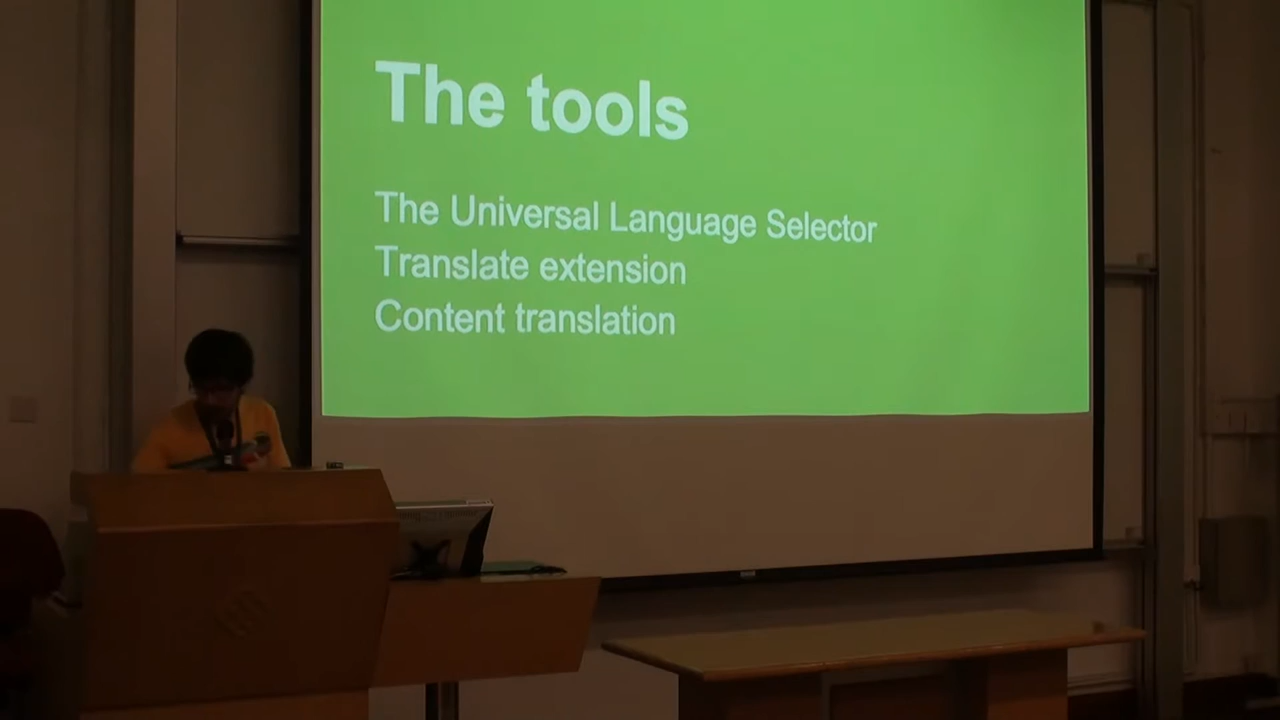 The tools
The Universal Language Selector
Translate extension
Content translation